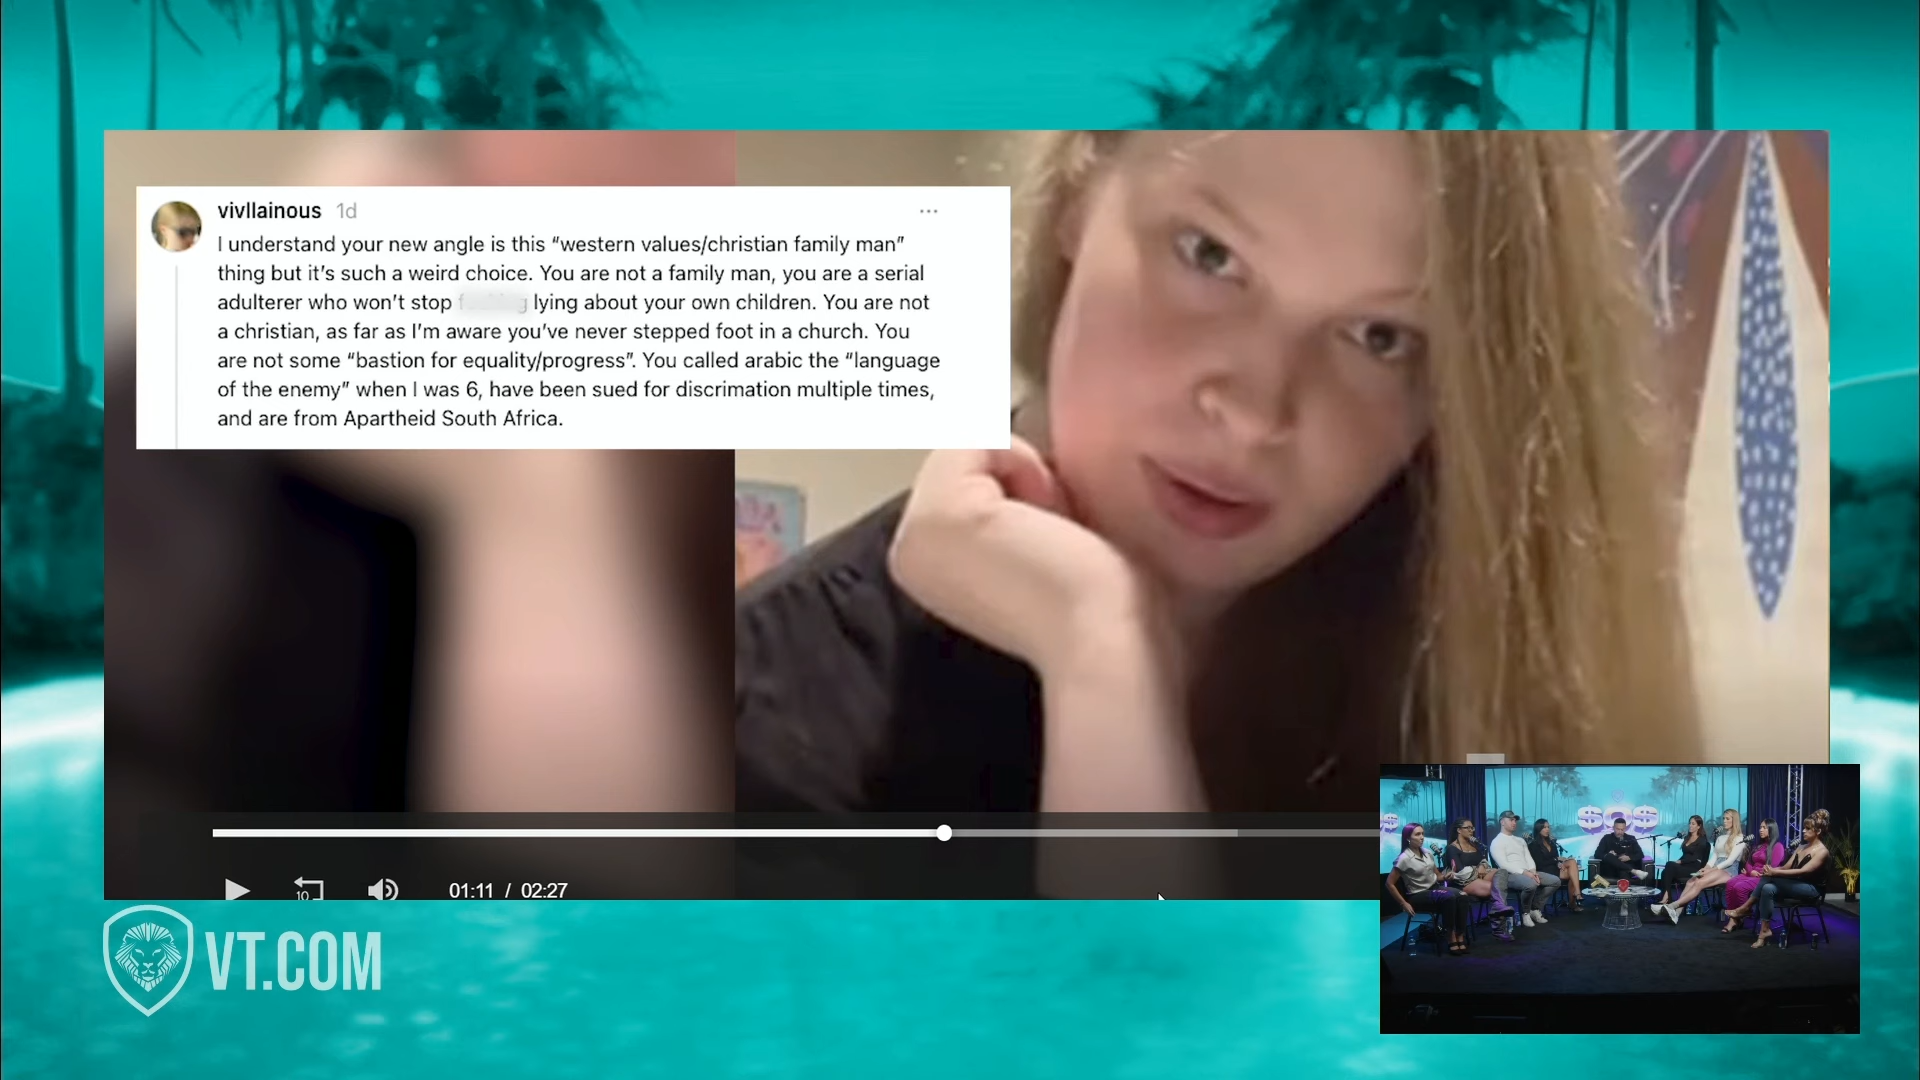 vivllainous 1d
I understand your new angle is this “western values/christian family man”
thing but it’s such a weird choice. You are not a family man, you are a serial
adulterer who won’t stop lying about your own children. You are not
a christian, as far as I’m aware you’ve never stepped foot in a church. You
are not some “bastion for equality/progress”. You called arabic the “language
of the enemy” when I was 6, have been sued for discrimation multiple times,
and are from Apartheid South Africa.
10
01:11 / 02:27
VT.COM
$O$